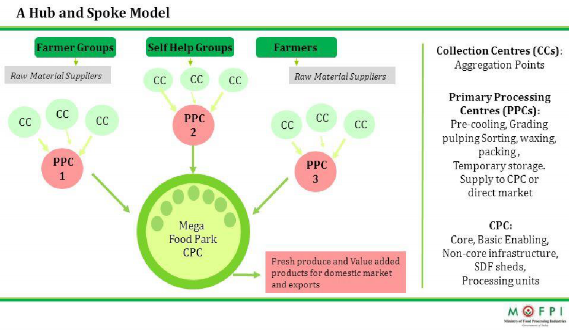 A Hub and Spoke Model
Farmer Groups
Self Help Groups
Farmers
Raw Material Suppliers
Raw Material Suppliers
CC
CC
CC
CC
CC
CC
CC
CC
CC
PPC
1
PPC
2
PPC
3
Mega
Food Park
CPC
Fresh produce and Value added
products for domestic market
and exports
Collection Centres (CCs):
Aggregation Points
Primary Processing
Centres (PPCs):
Pre-cooling, Grading
pulping Sorting, waxing,
packing ,
Temporary storage.
Supply to CPC or
direct market
CPC:
Core, Basic Enabling,
Non-core infrastructure,
SDF sheds,
Processing units
MOFPI
Ministry of Food Processing Industries
Government of India